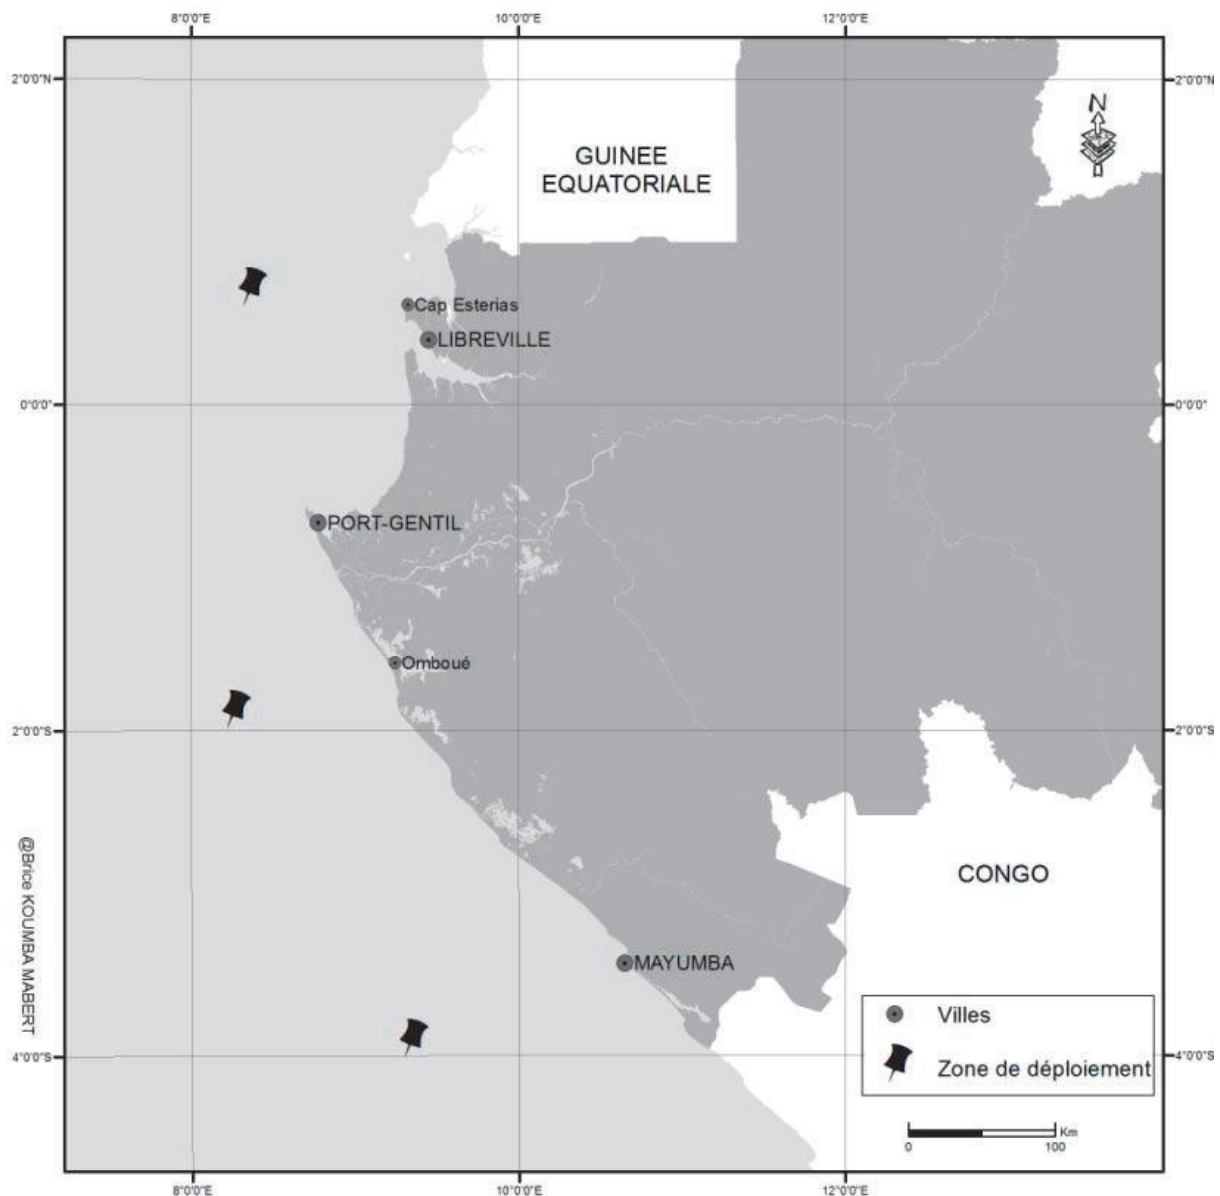 8°0'0"E
10°0'0"E
12°0'0"E
2°0'0"N
2°0'0"N
N
GUINEE
EQUATORIALE
Cap Esterias
LIBREVILLE
0°0'0"
0°0'0"
PORT-GENTIL
Omboué
2°0'0"S
2°0'0"S
@Brice KOUMBA MABERT
CONGO
MAYUMBA
Villes
Zone de déploiement
4°0'0"S
4°0'0"S
Km
0
100
8°0'0"E
10°0'0"E
12°0'0"E